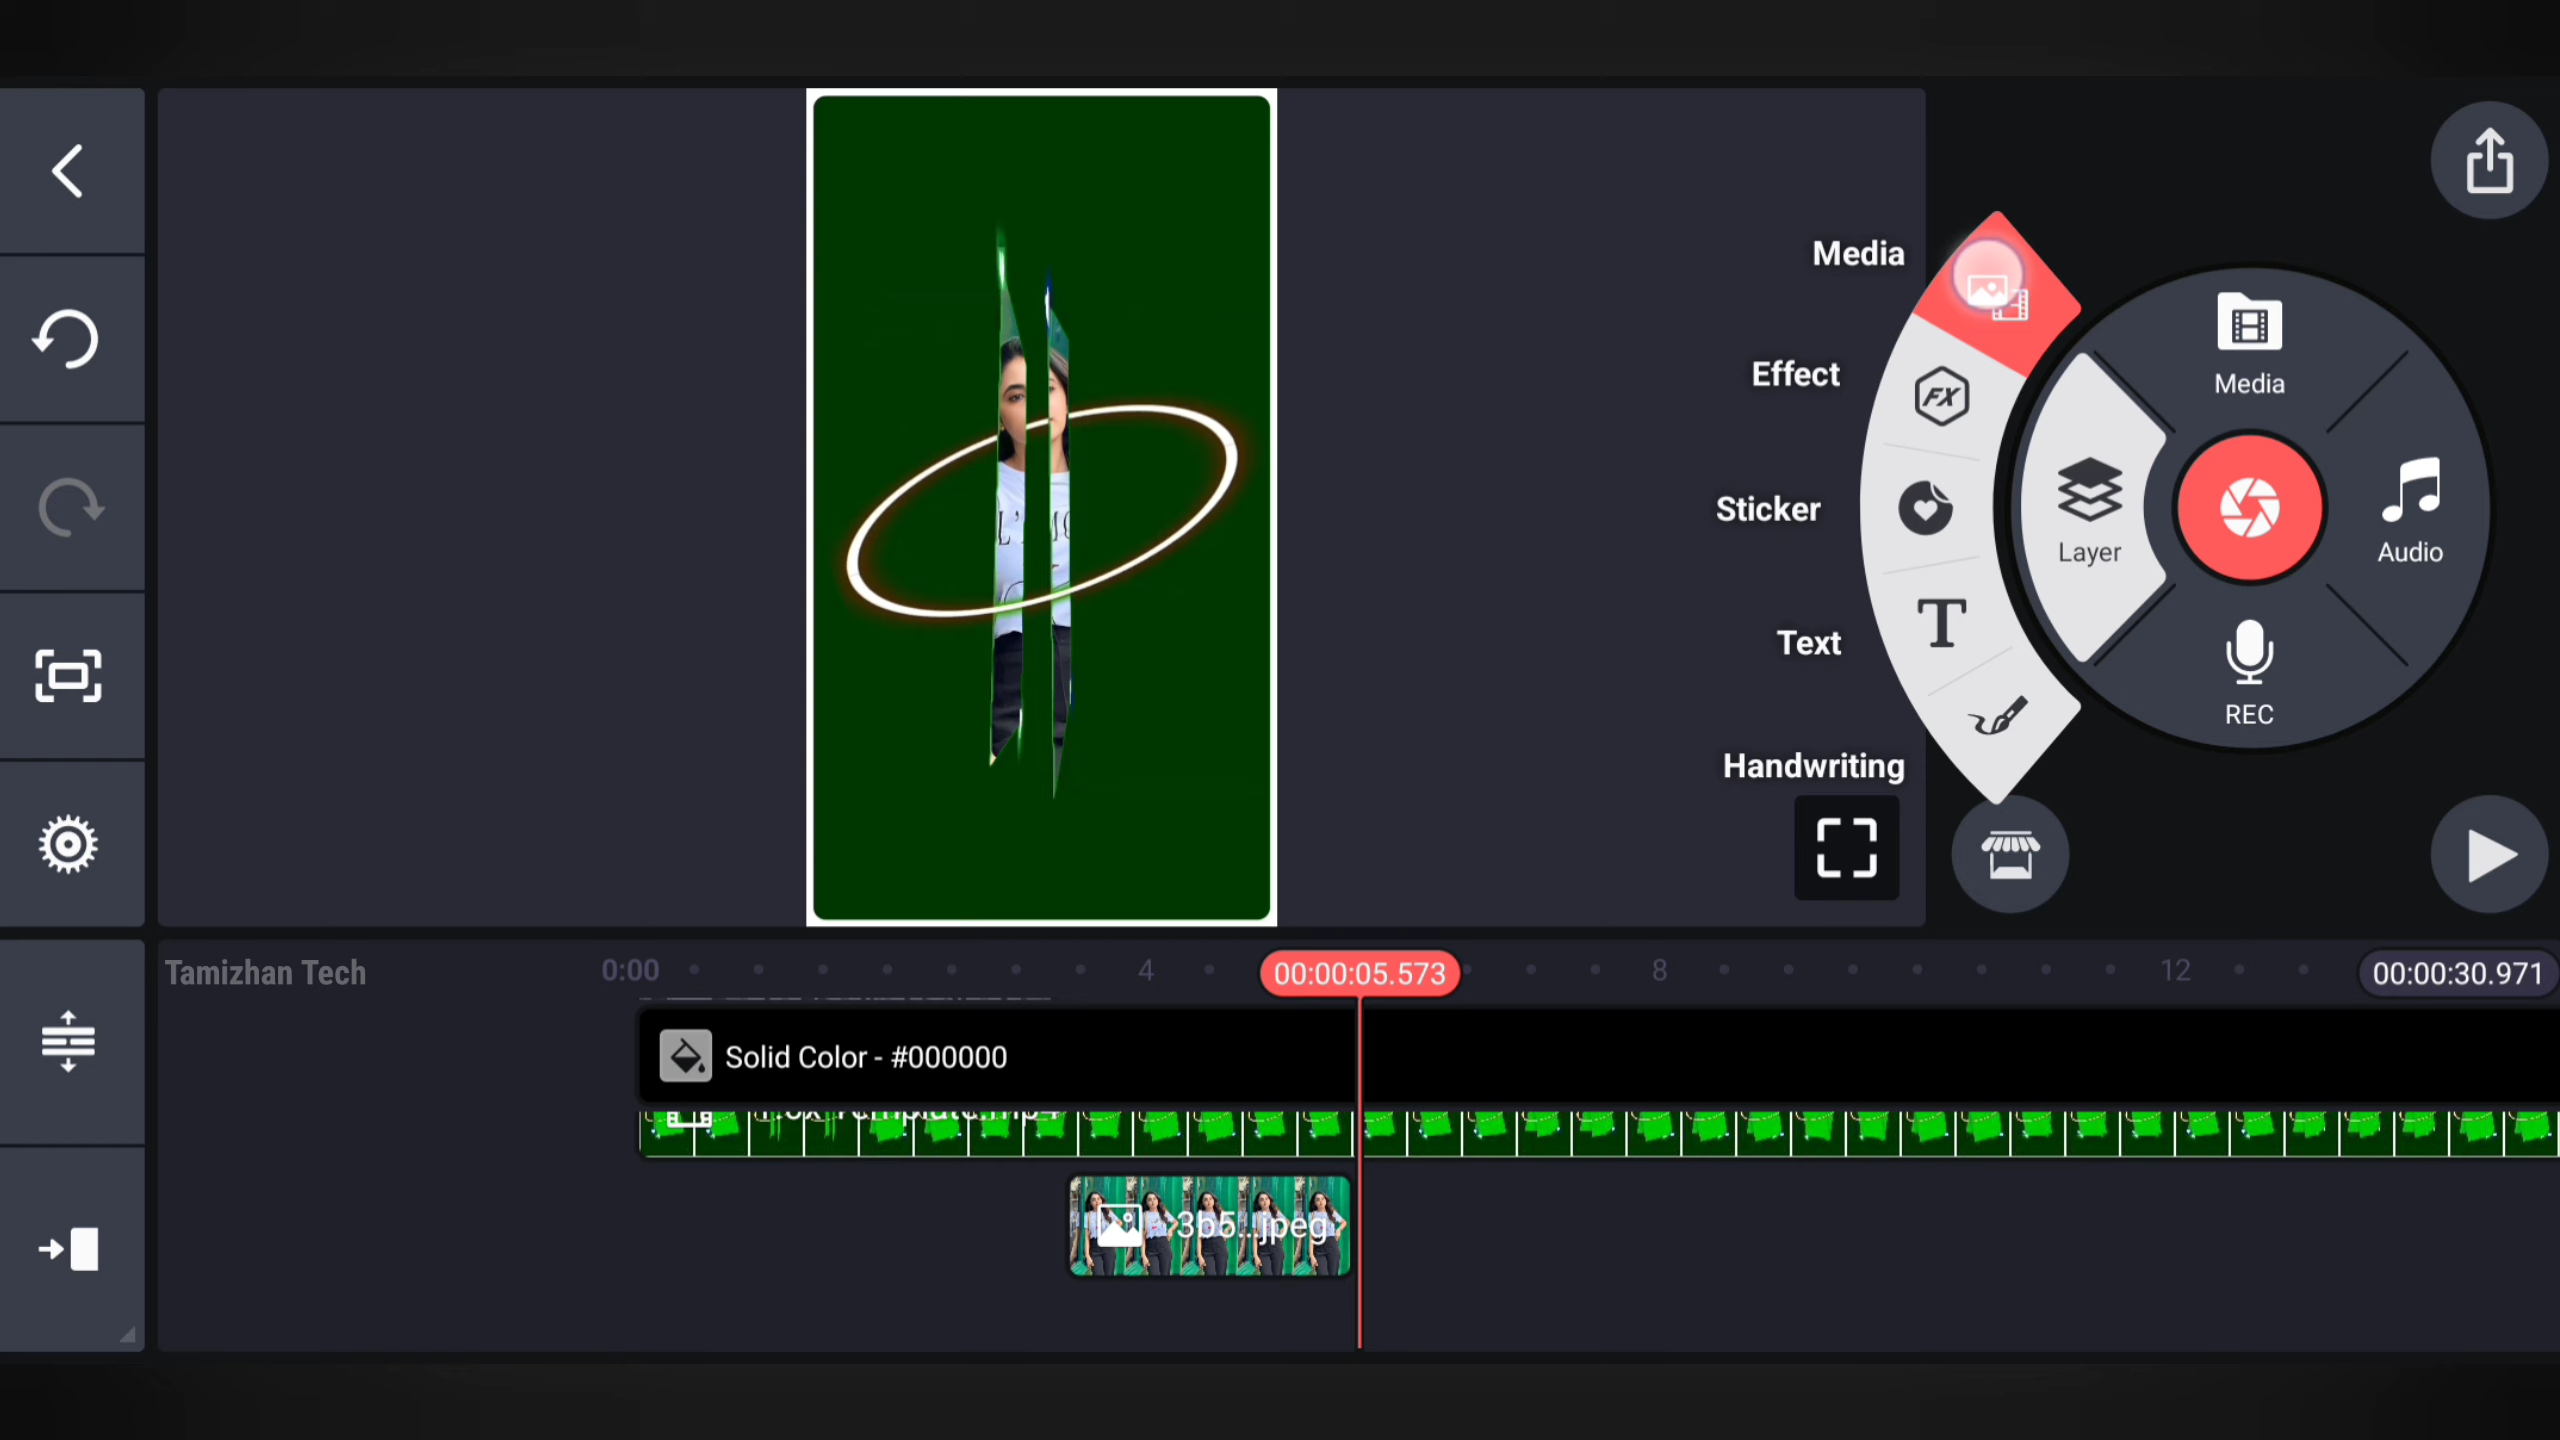 Media
Effect
Sticker
Text
Handwriting
Media
Layer
Audio
REC
FX
T
Tamizhan Tech
0:00
4
00:00:05.573
8
12
00:00:30.971
Solid Color - #000000
3b5...jpeg